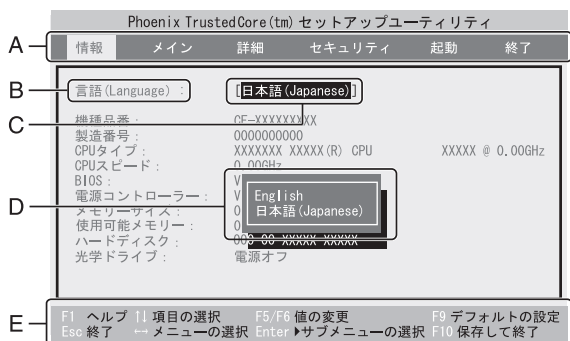 Phoenix TrustedCore(tm) セットアップユーティリティ
A
情報 メイン 詳細 セキュリティ 起動 終了
B
言語(Language) : [日本語(Japanese)]
C
機種品番 : CF-XXXXXXXX
製造番号 : 0000000000
CPUタイプ : XXXXXXX XXXXX(R) CPU XXXXX @ 0.00GHz
CPUスピード : 0.00GHz
BIOS : V
電源コントローラー : V
D
English
日本語(Japanese)
メモリーサイズ : 0
使用可能メモリー : 0
ハードディスク :
光学ドライブ : 電源オフ
E
F1 ヘルプ ↑↓ 項目の選択 F5/F6 値の変更 F9 デフォルトの設定
Esc 終了 ←→ メニューの選択 Enter ▶サブメニューの選択 F10 保存して終了